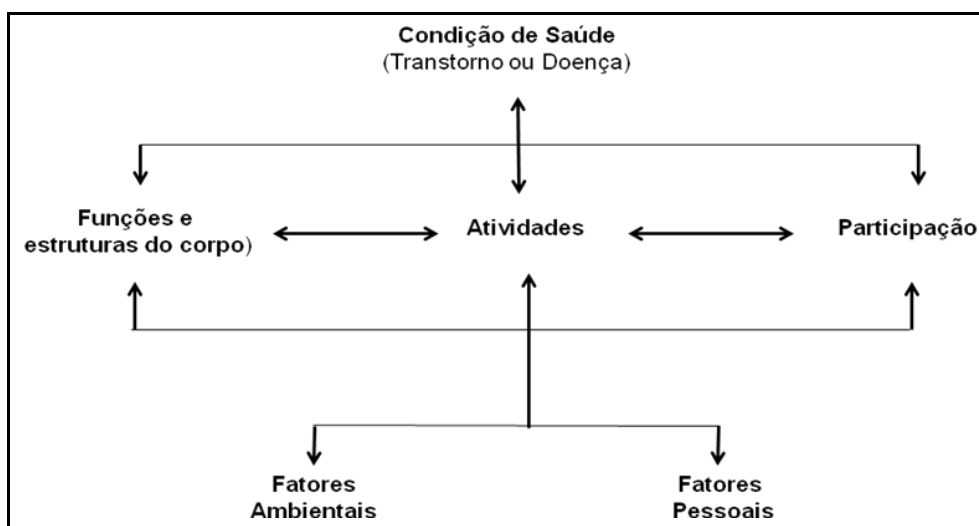 Condição de Saúde
(Transtorno ou Doença)
Funções e
estruturas do corpo)
Atividades
Participação
Fatores
Ambientais
Fatores
Pessoais